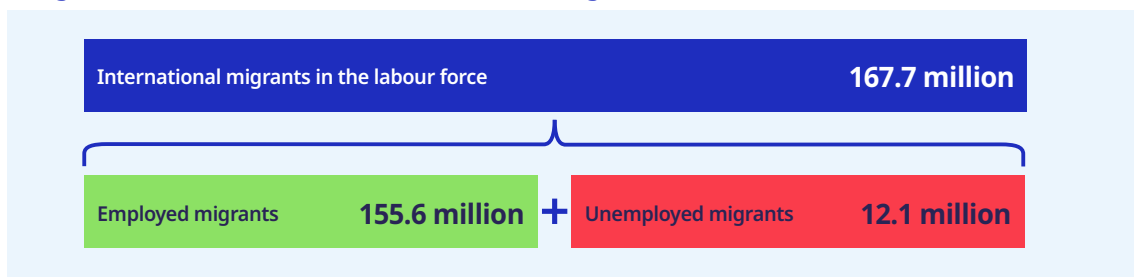 International migrants in the labour force 167.7 million
Employed migrants 155.6 million + Unemployed migrants 12.1 million